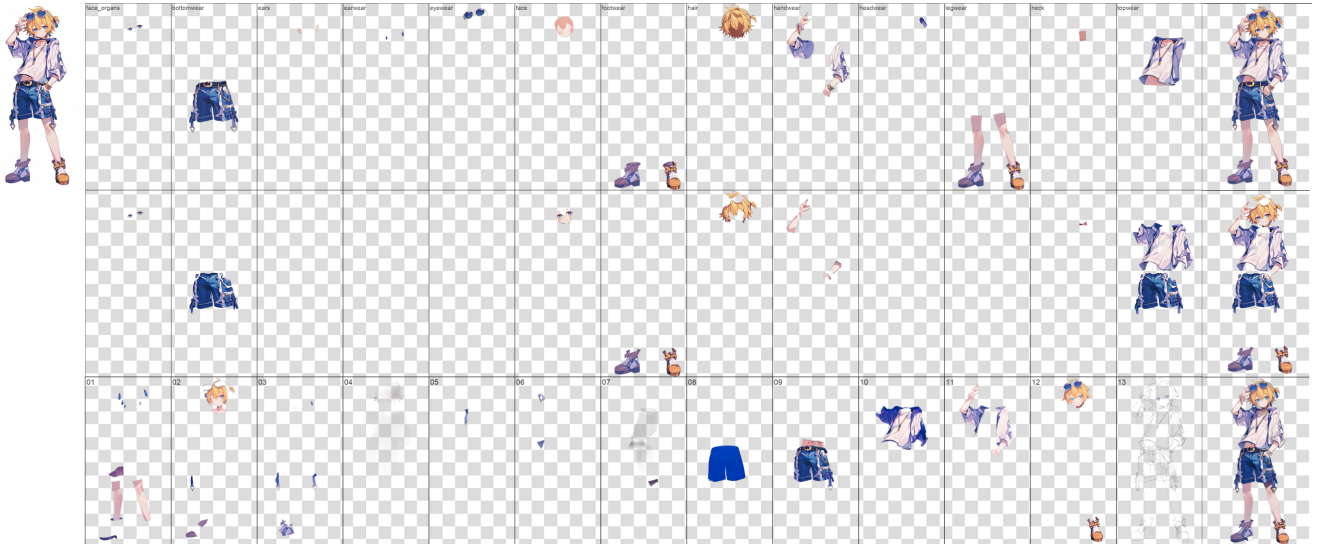 face_organs bottomwear ears earwear eyewear face footwear hair handwear headwear legwear neck topwear
01 02 03 04 05 06 07 08 09 10 11 12 13